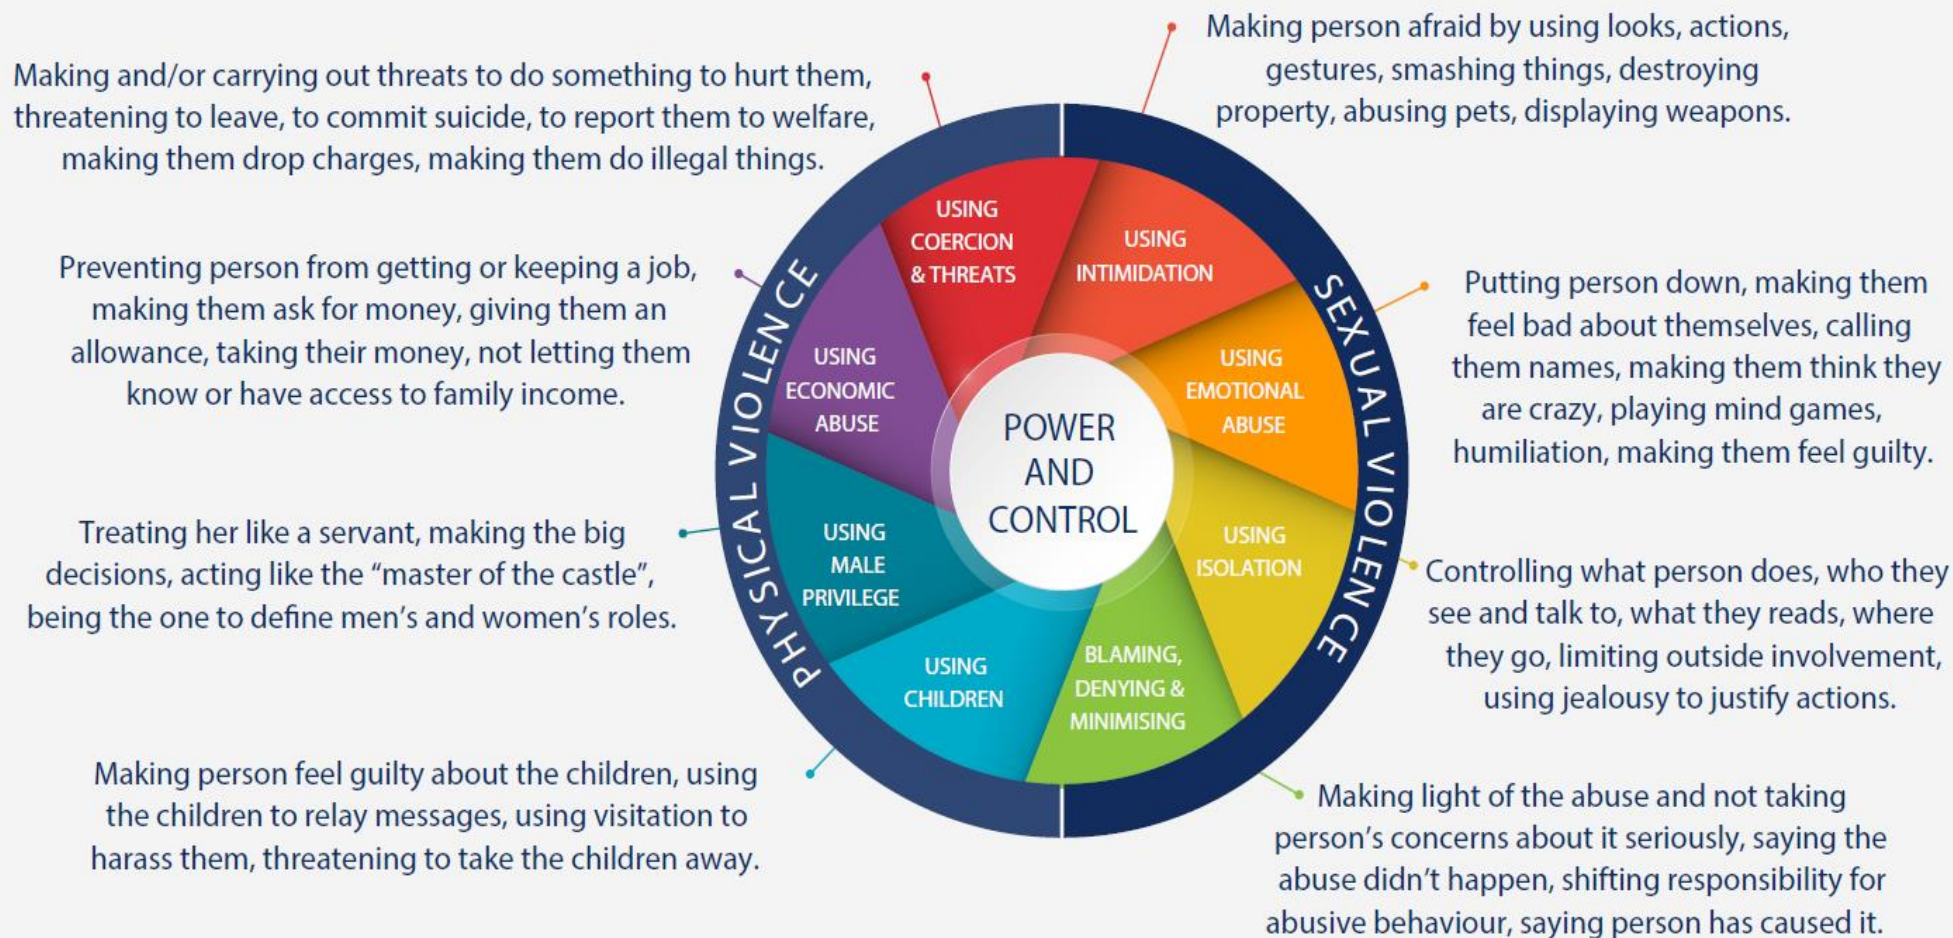 Making and/or carrying out threats to do something to hurt them,
threatening to leave, to commit suicide, to report them to welfare,
making them drop charges, making them do illegal things.
Making person afraid by using looks, actions,
gestures, smashing things, destroying
property, abusing pets, displaying weapons.
Preventing person from getting or keeping a job,
making them ask for money, giving them an
allowance, taking their money, not letting them
know or have access to family income.
Putting person down, making them
feel bad about themselves, calling
them names, making them think they
are crazy, playing mind games,
humiliation, making them feel guilty.
Treating her like a servant, making the big
decisions, acting like the “master of the castle”,
being the one to define men’s and women’s roles.
Controlling what person does, who they
see and talk to, what they reads, where
they go, limiting outside involvement,
using jealousy to justify actions.
Making person feel guilty about the children, using
the children to relay messages, using visitation to
harass them, threatening to take the children away.
Making light of the abuse and not taking
person’s concerns about it seriously, saying the
abuse didn’t happen, shifting responsibility for
abusive behaviour, saying person has caused it.
PHYSICAL VIOLENCE
SEXUAL VIOLENCE
USING
COERCION
& THREATS
USING
INTIMIDATION
USING
EMOTIONAL
ABUSE
USING
ISOLATION
BLAMING,
DENYING &
MINIMISING
USING
CHILDREN
USING
MALE
PRIVILEGE
USING
ECONOMIC
ABUSE
POWER
AND
CONTROL